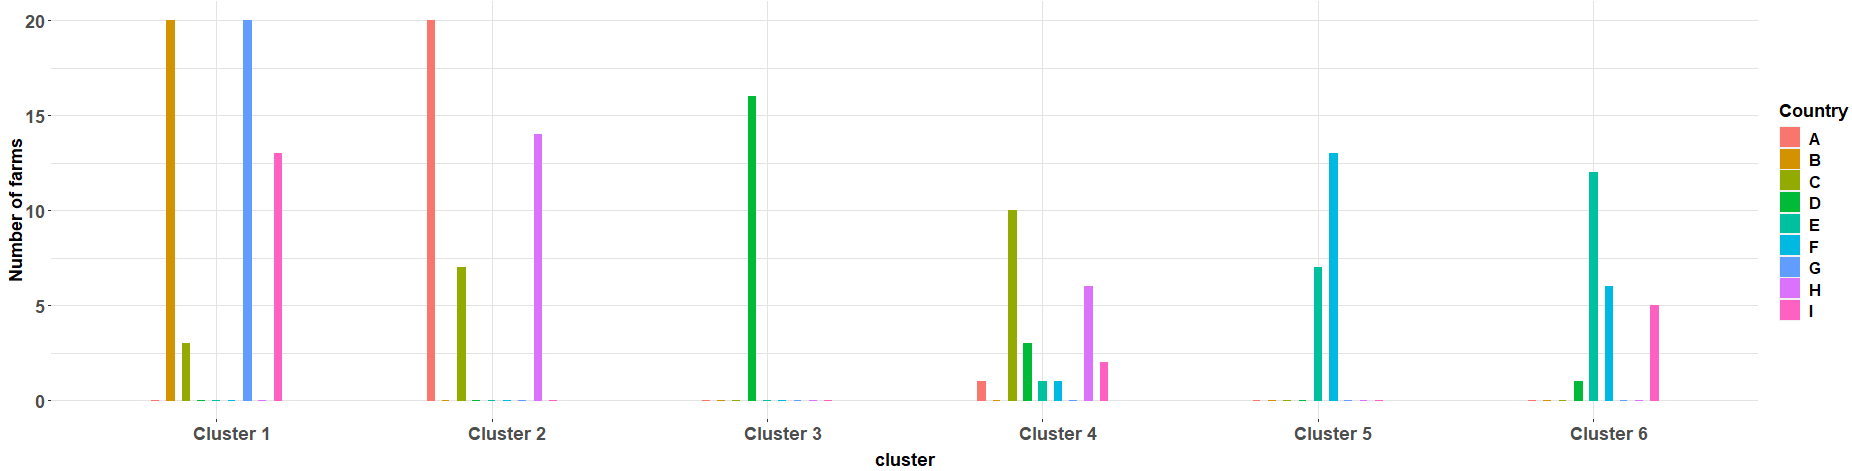 Number of farms
20
15
10
5
0
Cluster 1
Cluster 2
Cluster 3
Cluster 4
Cluster 5
Cluster 6
cluster
Country
A
B
C
D
E
F
G
H
I